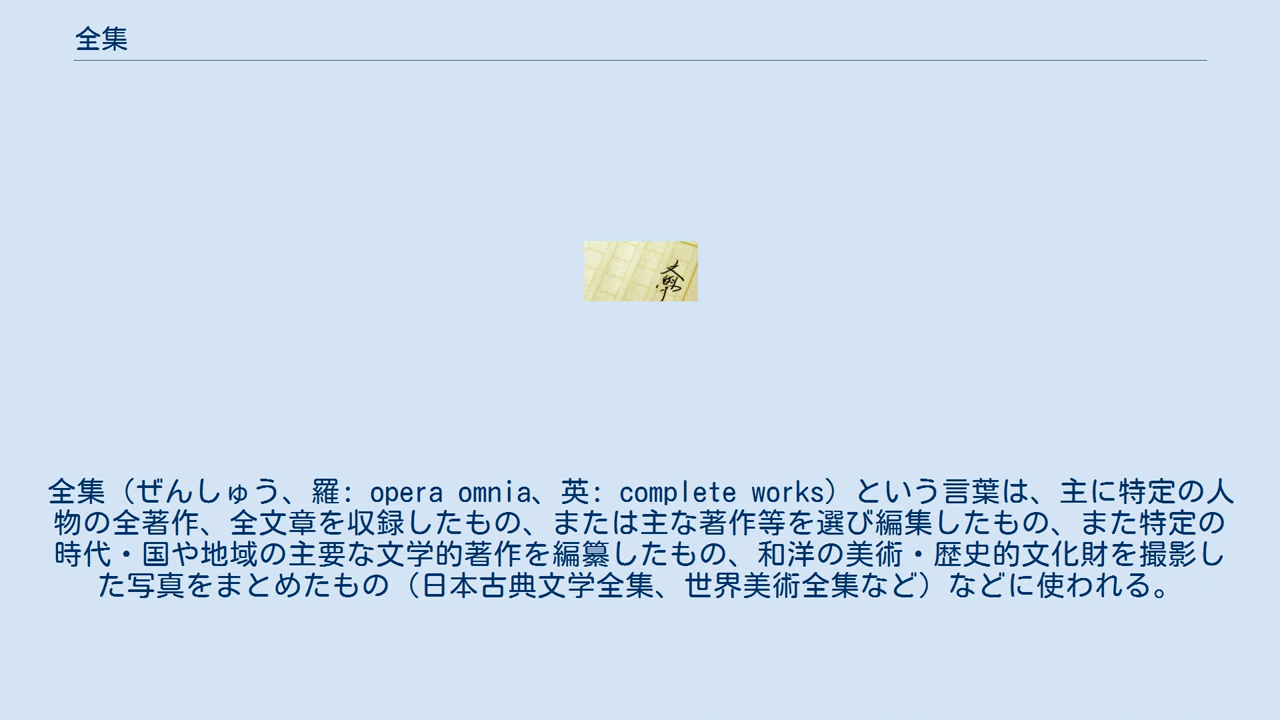 全集
文學
全集（ぜんしゅう、羅: opera omnia、英: complete works）という言葉は、主に特定の人
物の全著作、全文章を収録したもの、または主な著作等を選び編集したもの、また特定の
時代・国や地域の主要な文学的著作を編纂したもの、和洋の美術・歴史的文化財を撮影し
た写真をまとめたもの（日本古典文学全集、世界美術全集など）などに使われる。